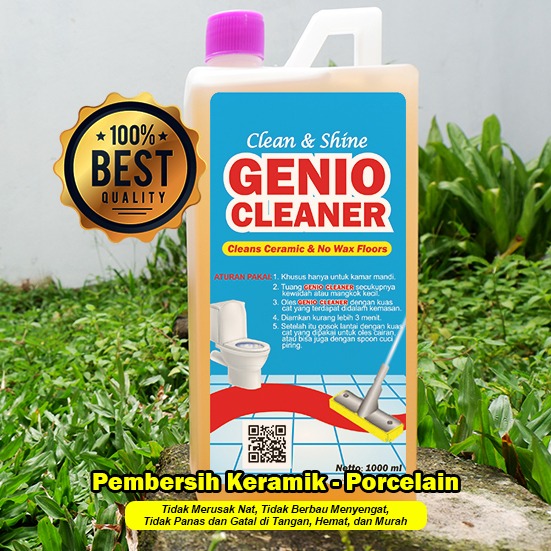 100%
BEST
QUALITY
Clean & Shine
GENIO
CLEANER
Cleans Ceramic & No Wax Floors
ATURAN PAKAI: 1. Khusus hanya untuk kamar mandi.
2. Tuang GENIO CLEANER secukupnya
kewadah atau mangkok kecil.
3. Oles GENIO CLEANER dengan kuas
cat yang terdapat didalam kemasan.
4. Diamkan kurang lebih 3 menit.
5. Setelah itu gosok lantai dengan kuas
cat yang dipakai untuk oles cairan,
atau bisa juga dengan spoon cuci
piring.
Netto: 1000 ml
Pembersih Keramik - Porcelain
Tidak Merusak Nat, Tidak Berbau Menyengat,
Tidak Panas dan Gatal di Tangan, Hemat, dan Murah